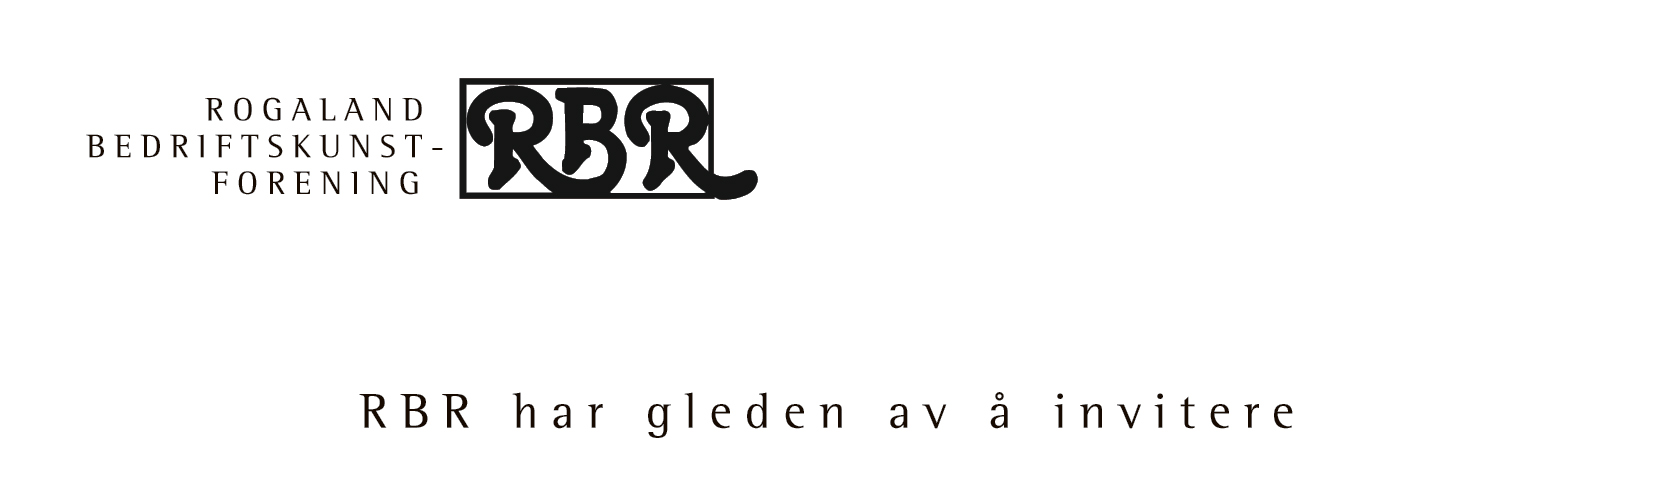 ROGALAND
BEDRIFTSKUNST-
FORENING
RBR
RBR har gleden av å invitere